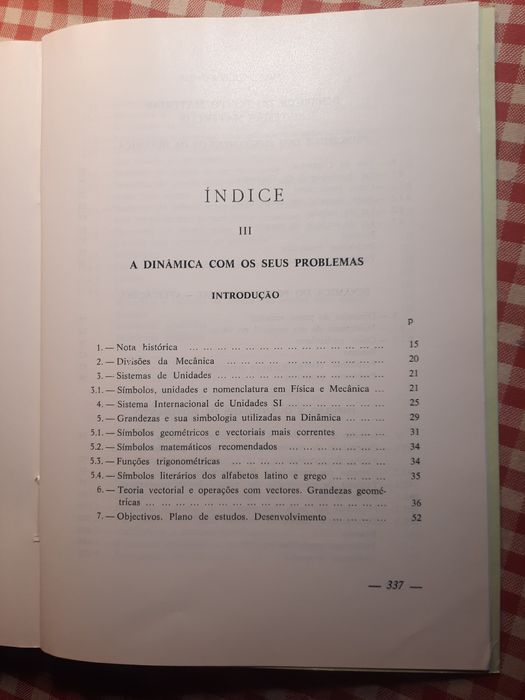 ÍNDICE
III
A DINÂMICA COM OS SEUS PROBLEMAS
INTRODUÇÃO
P
1. — Nota histórica ... ... ... ... ... ... ... ... ... ... ... 15
2. — Divisões da Mecânica ... ... ... ... ... ... ... ... ... 20
3. — Sistemas de Unidades ... ... ... ... ... ... ... ... ... 21
3.1. — Símbolos, unidades e nomenclatura em Física e Mecânica ... 21
4. — Sistema Internacional de Unidades SI ... ... ... ... ... 25
5. — Grandezas e sua simbologia utilizadas na Dinâmica ... ... 29
5.1. — Símbolos geométricos e vectoriais mais correntes ... ... 31
5.2. — Símbolos matemáticos recomendados ... ... ... ... ... 34
5.3. — Funções trigonométricas ... ... ... ... ... ... ... ... 34
5.4. — Símbolos literários dos alfabetos latino e grego ... ... ... 35
6. — Teoria vectorial e operações com vectores. Grandezas geomé-
tricas ... ... ... ... ... ... ... ... ... ... ... ... ... 36
7. — Objectivos. Plano de estudos. Desenvolvimento ... ... ... 52
— 337 —